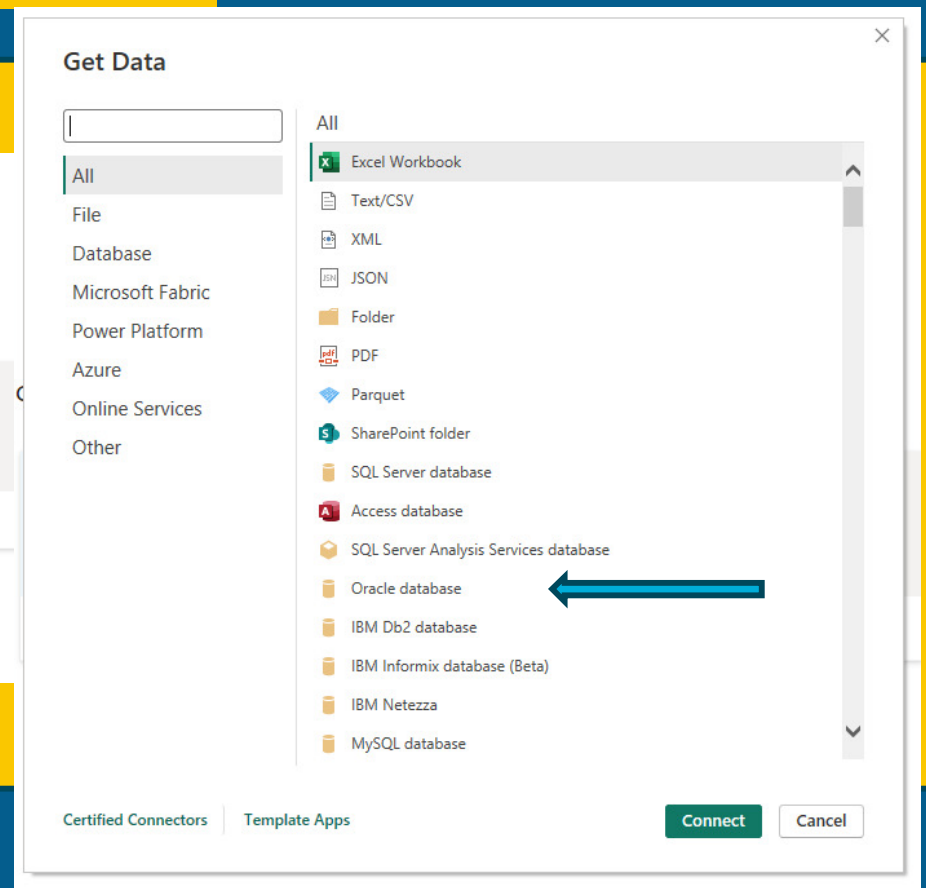 Get Data
All
File
Database
Microsoft Fabric
Power Platform
Azure
Online Services
Other
All
Excel Workbook
Text/CSV
XML
JSN JSON
Folder
pdf PDF
Parquet
S SharePoint folder
SQL Server database
A Access database
SQL Server Analysis Services database
Oracle database
IBM Db2 database
IBM Informix database (Beta)
IBM Netezza
MySQL database
Certified Connectors
Template Apps
Connect
Cancel